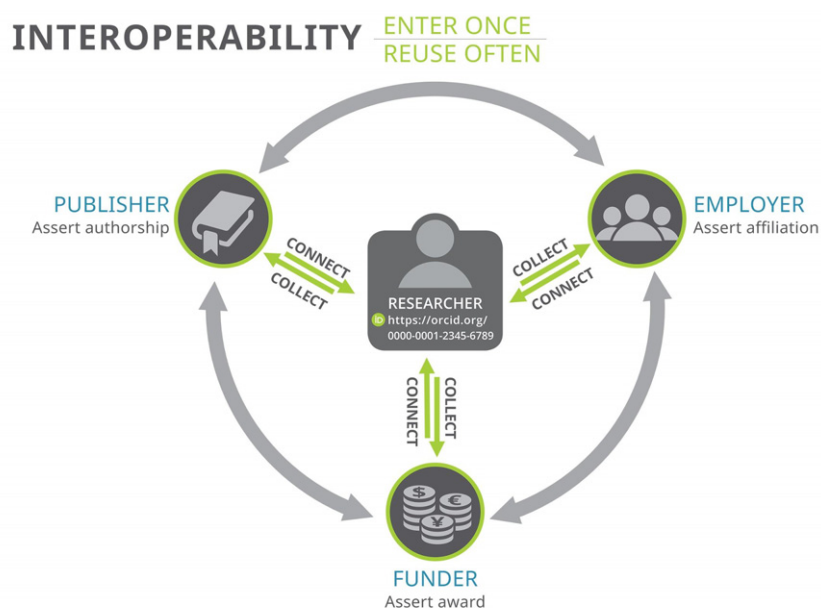 INTEROPERABILITY
ENTER ONCE
REUSE OFTEN
PUBLISHER
Assert authorship
EMPLOYER
Assert affiliation
CONNECT
COLLECT
COLLECT
CONNECT
RESEARCHER
iD https://orcid.org/
0000-0001-2345-6789
CONNECT
COLLECT
$
€
¥
FUNDER
Assert award